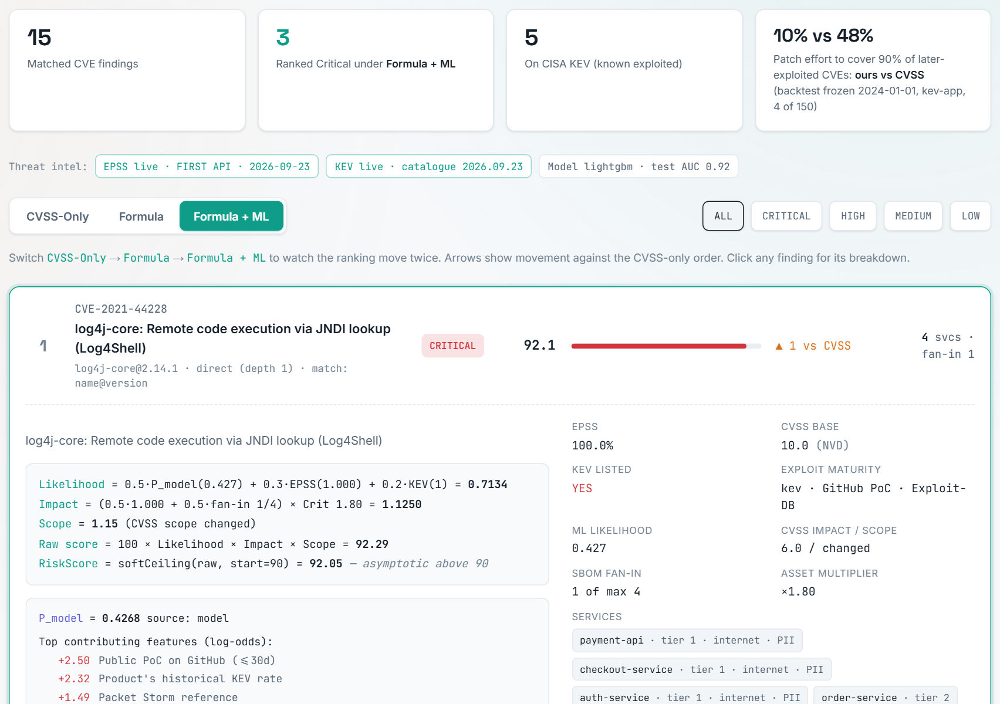 15
Matched CVE findings
3
Ranked Critical under Formula + ML
5
On CISA KEV (known exploited)
10% vs 48%
Patch effort to cover 90% of later-
exploited CVEs: ours vs CVSS
(backtest frozen 2024-01-01, kev-app,
4 of 150)
Threat intel: EPSS live · FIRST API · 2026-09-23 KEV live · catalogue 2026.09.23 Model lightgbm · test AUC 0.92
CVSS-Only Formula Formula + ML ALL CRITICAL HIGH MEDIUM LOW
Switch CVSS-Only → Formula → Formula + ML to watch the ranking move twice. Arrows show movement against the CVSS-only order. Click any finding for its breakdown.
1
CVE-2021-44228
log4j-core: Remote code execution via JNDI lookup
(Log4Shell)
log4j-core@2.14.1 · direct (depth 1) · match:
name@version
CRITICAL
92.1
▲ 1 vs CVSS
4 svcs ·
fan-in 1
log4j-core: Remote code execution via JNDI lookup (Log4Shell)
Likelihood = 0.5·P_model(0.427) + 0.3·EPSS(1.000) + 0.2·KEV(1) = 0.7134
Impact = (0.5·1.000 + 0.5·fan-in 1/4) × Crit 1.80 = 1.1250
Scope = 1.15 (CVSS scope changed)
Raw score = 100 × Likelihood × Impact × Scope = 92.29
RiskScore = softCeiling(raw, start=90) = 92.05 — asymptotic above 90
P_model = 0.4268 source: model
Top contributing features (log-odds):
+2.50 Public PoC on GitHub (≤30d)
+2.32 Product's historical KEV rate
+1.49 Packet Storm reference
EPSS
100.0%
CVSS BASE
10.0 (NVD)
KEV LISTED
YES
EXPLOIT MATURITY
kev · GitHub PoC · Exploit-
DB
ML LIKELIHOOD
0.427
CVSS IMPACT / SCOPE
6.0 / changed
SBOM FAN-IN
1 of max 4
ASSET MULTIPLIER
×1.80
SERVICES
payment-api · tier 1 · internet · PII
checkout-service · tier 1 · internet · PII
auth-service · tier 1 · internet · PII order-service · tier 2